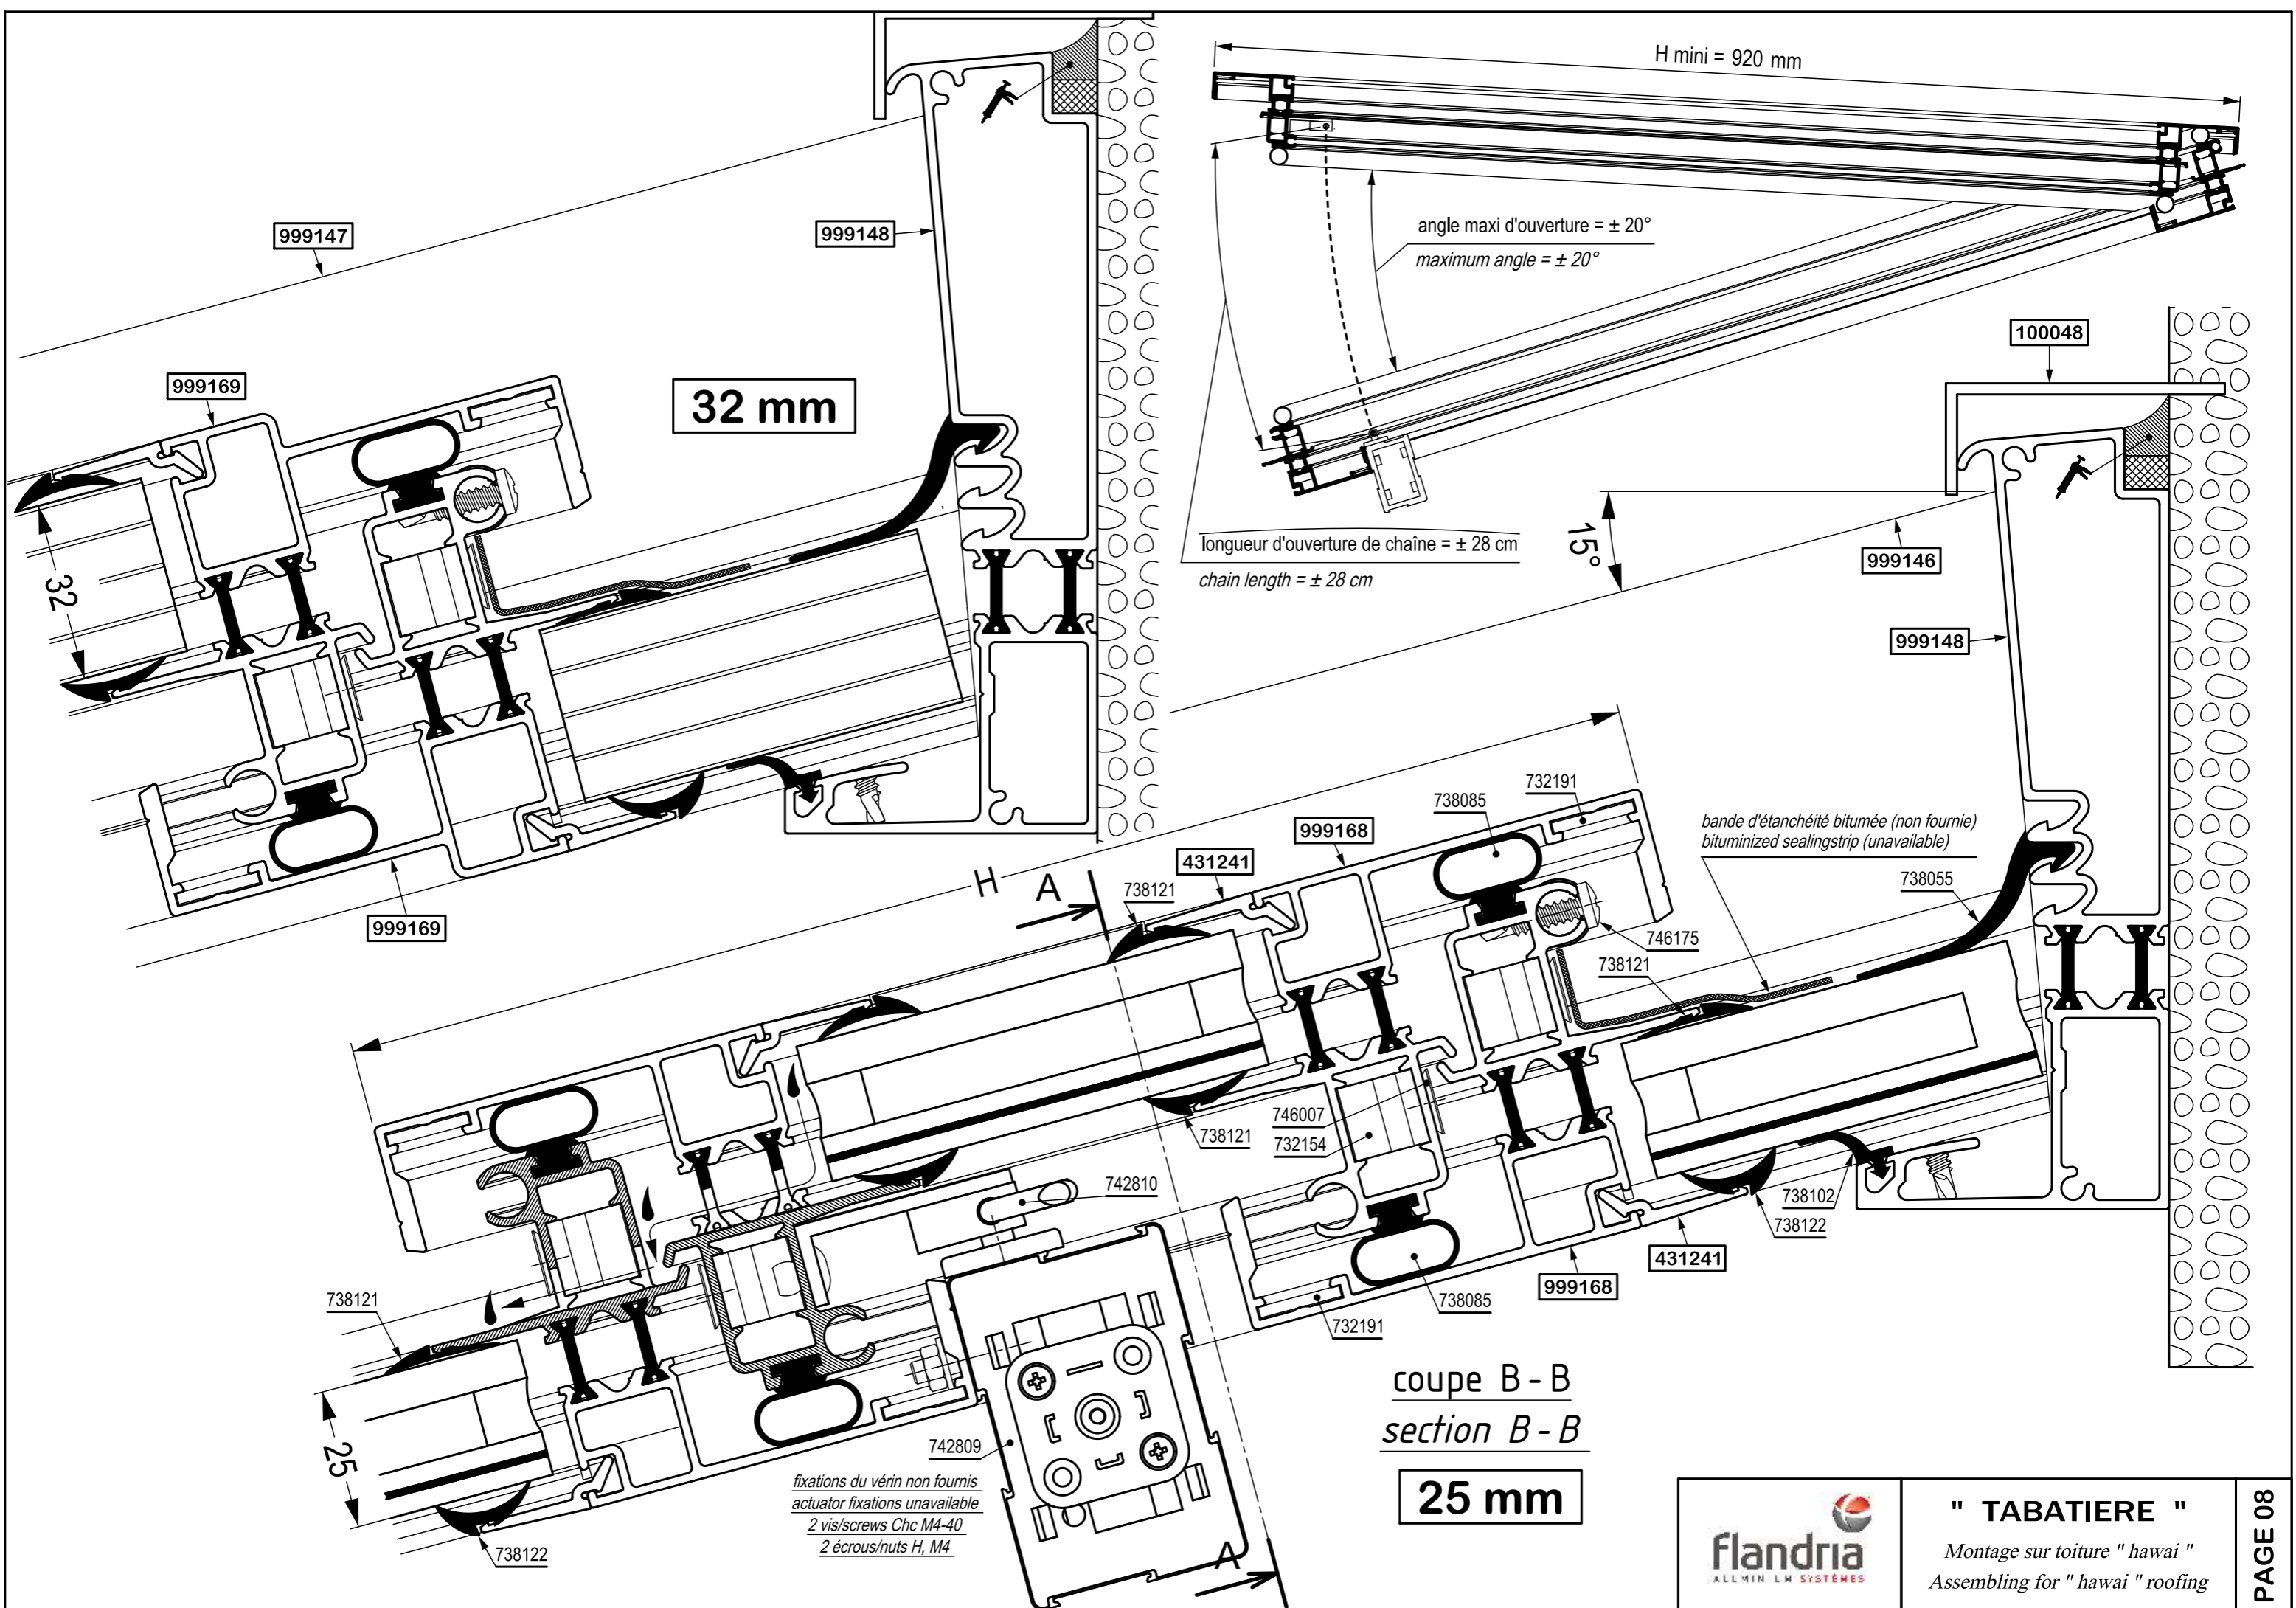 H mini = 920 mm
999147
999148
999169
32 mm
32
999169
angle maxi d'ouverture = ± 20°
maximum angle = ± 20°
longueur d'ouverture de chaîne = ± 28 cm
chain length = ± 28 cm
100048
15°
999146
999148
732191
738085
999168
431241
738121
H
A
bande d'étanchéité bitumée (non fournie)
bituminized sealingstrip (unavailable)
738055
746175
738121
746007
732154
738121
742810
738102
738122
431241
999168
738085
732191
738121
25
738122
742809
fixations du vérin non fournis
actuator fixations unavailable
2 vis/screws Chc M4-40
2 écrous/nuts H, M4
A
coupe B - B
section B - B
25 mm
flandria
ALUMIN LM SYSTÈMES
" TABATIERE "
Montage sur toiture " hawai "
Assembling for " hawai " roofing
PAGE 08